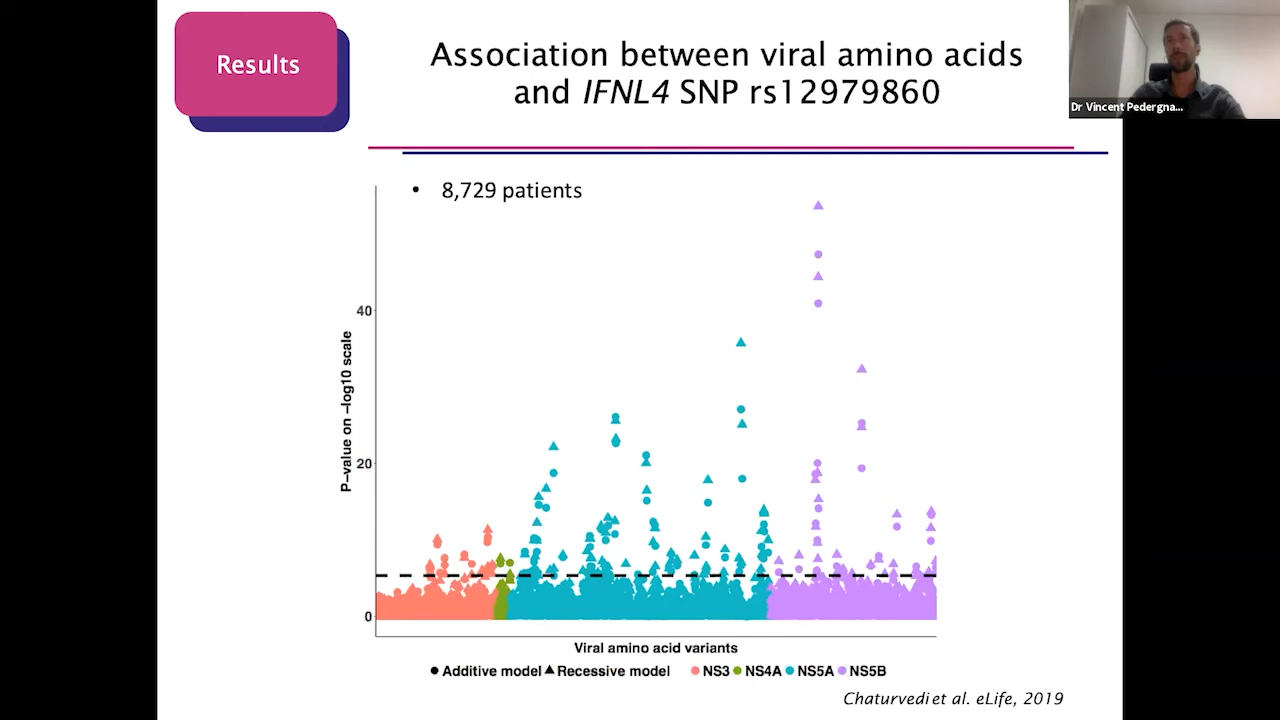 Results
Association between viral amino acids
and IFNL4 SNP rs12979860
Dr Vincent Pedergna...
• 8,729 patients
40
20
0
P−value on −log10 scale
Viral amino acid variants
Additive model Recessive model NS3 NS4A NS5A NS5B
Chaturvedi et al. eLife, 2019